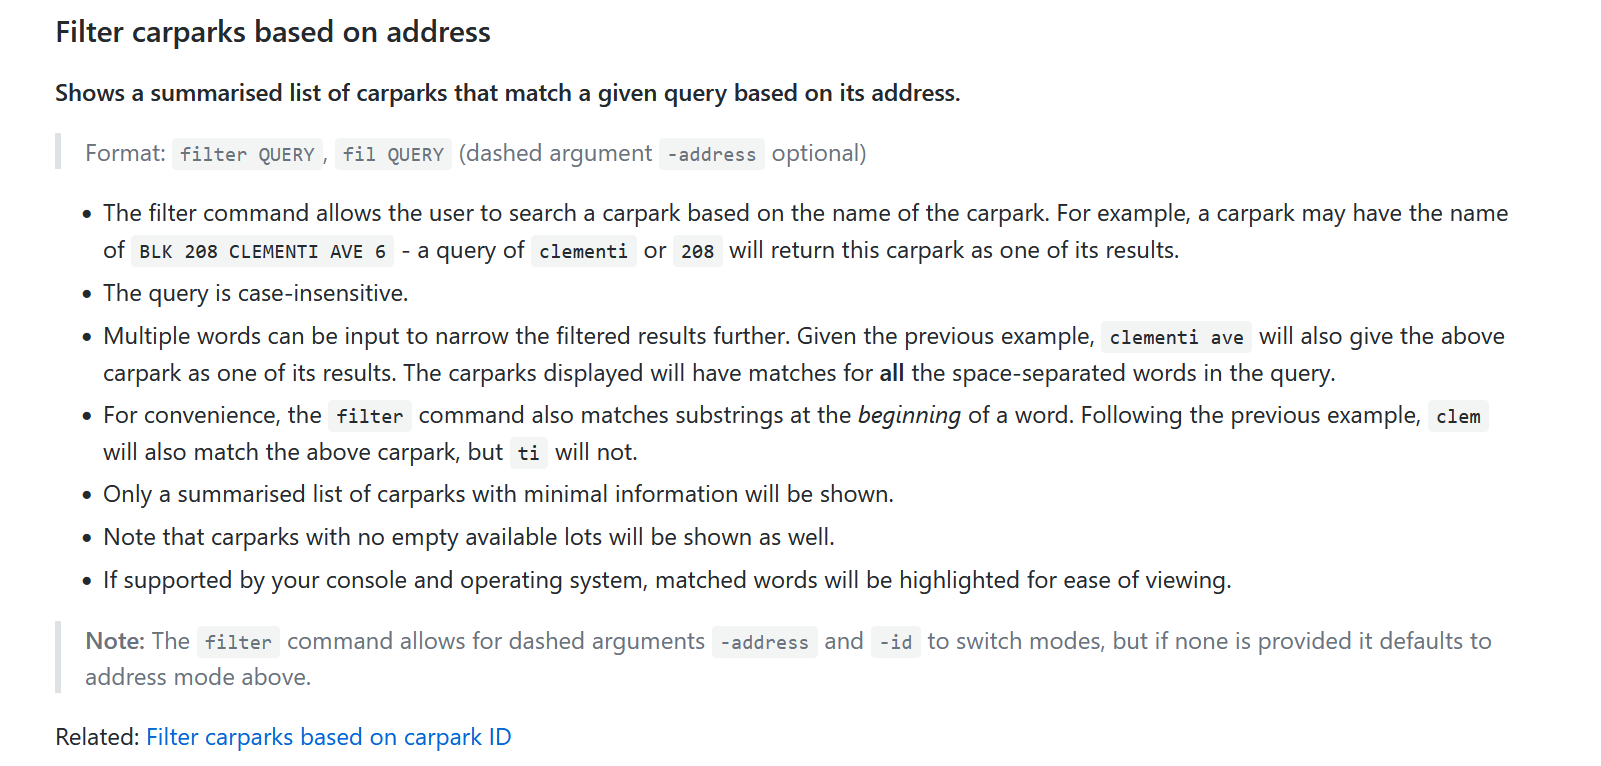 Filter carparks based on address
Shows a summarised list of carparks that match a given query based on its address.
Format: filter QUERY, fil QUERY (dashed argument -address optional)
• The filter command allows the user to search a carpark based on the name of the carpark. For example, a carpark may have the name
of BLK 208 CLEMENTI AVE 6 - a query of clementi or 208 will return this carpark as one of its results.
• The query is case-insensitive.
• Multiple words can be input to narrow the filtered results further. Given the previous example, clementi ave will also give the above
carpark as one of its results. The carparks displayed will have matches for all the space-separated words in the query.
• For convenience, the filter command also matches substrings at the beginning of a word. Following the previous example, clem
will also match the above carpark, but ti will not.
• Only a summarised list of carparks with minimal information will be shown.
• Note that carparks with no empty available lots will be shown as well.
• If supported by your console and operating system, matched words will be highlighted for ease of viewing.
Note: The filter command allows for dashed arguments -address and -id to switch modes, but if none is provided it defaults to
address mode above.
Related: Filter carparks based on carpark ID